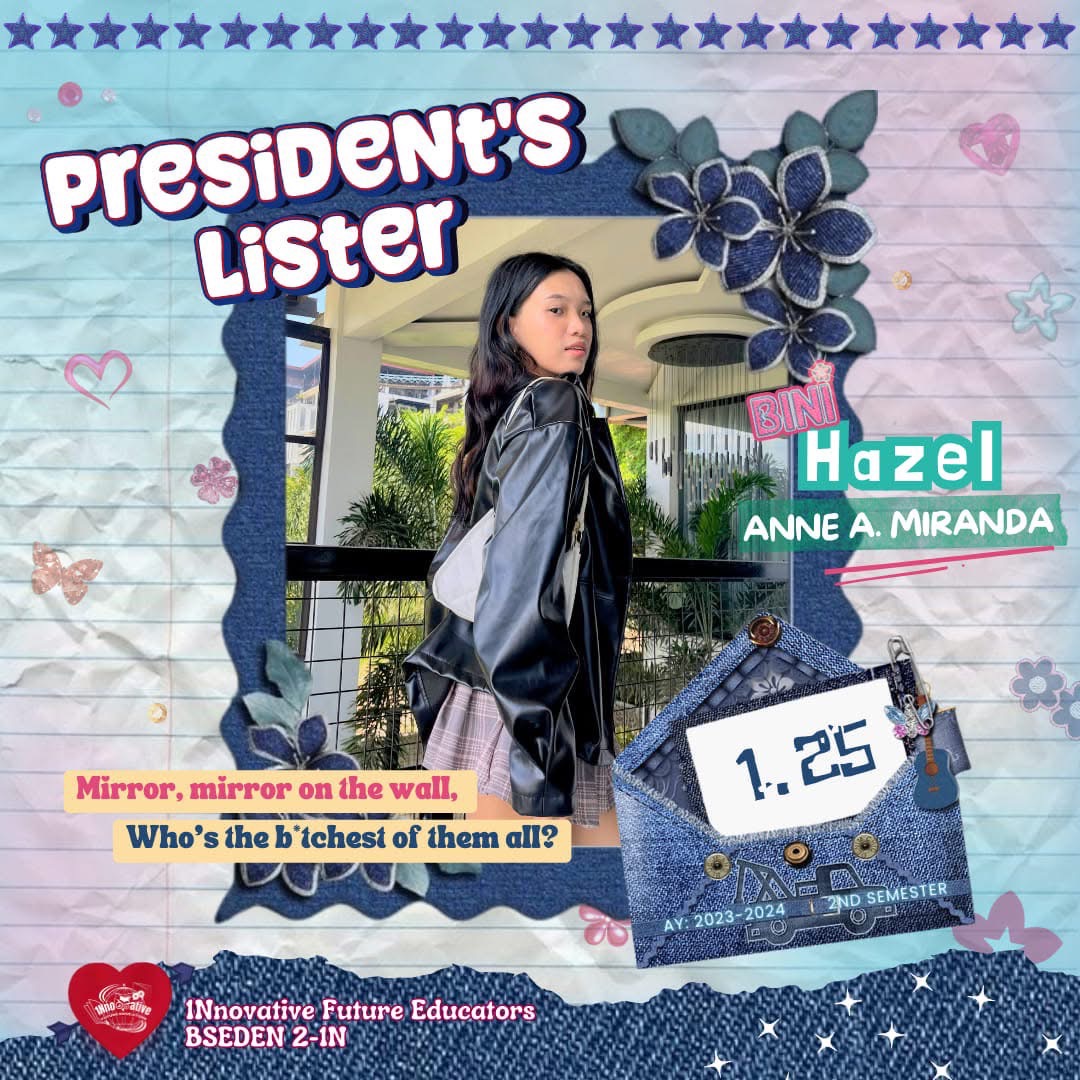 PresiDeNt's
LiSter
BINI
Hazel
ANNE A. MIRANDA
1.25
Mirror, mirror on the wall,
Who's the b*tchest of them all?
AY: 2023-2024 | 2ND SEMESTER
1Nnovative Future Educators
BSEDEN 2-1N